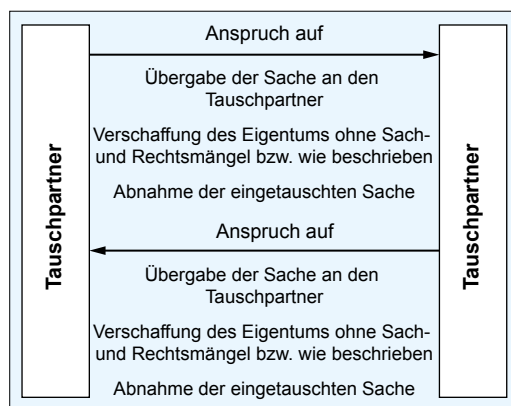 Tauschpartner
Anspruch auf
Übergabe der Sache an den
Tauschpartner
Verschaffung des Eigentums ohne Sach-
und Rechtsmängel bzw. wie beschrieben
Abnahme der eingetauschten Sache
Anspruch auf
Übergabe der Sache an den
Tauschpartner
Verschaffung des Eigentums ohne Sach-
und Rechtsmängel bzw. wie beschrieben
Abnahme der eingetauschten Sache
Tauschpartner